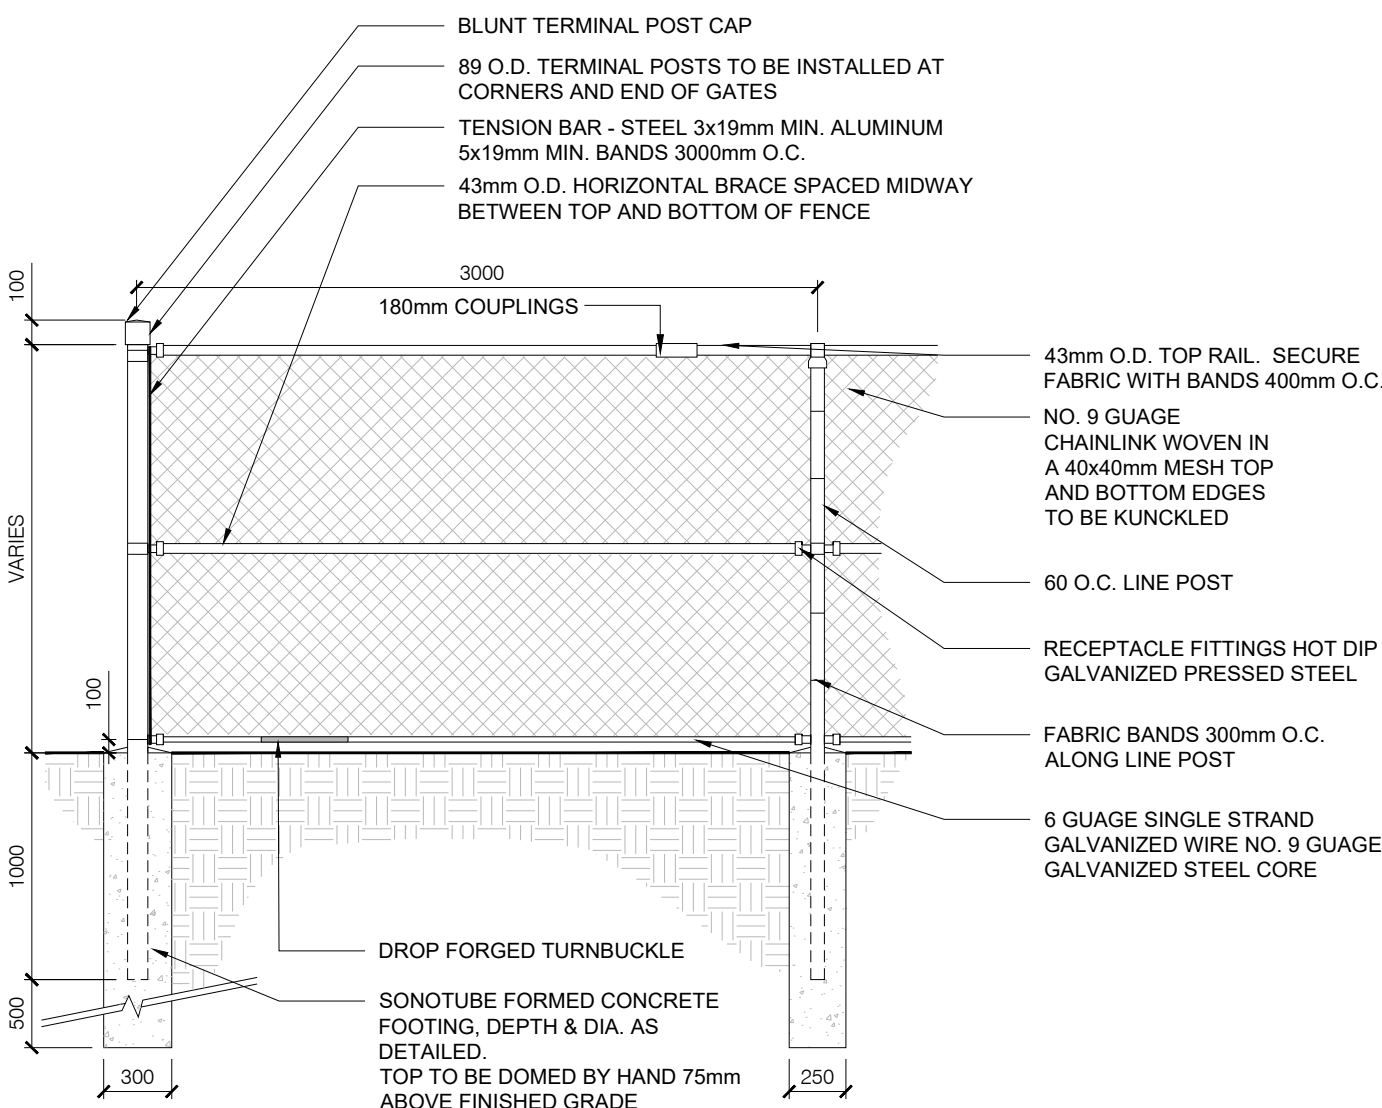 BLUNT TERMINAL POST CAP
89 O.D. TERMINAL POSTS TO BE INSTALLED AT
CORNERS AND END OF GATES
TENSION BAR - STEEL 3x19mm MIN. ALUMINUM
5x19mm MIN. BANDS 3000mm O.C.
43mm O.D. HORIZONTAL BRACE SPACED MIDWAY
BETWEEN TOP AND BOTTOM OF FENCE
100
3000
180mm COUPLINGS
43mm O.D. TOP RAIL. SECURE
FABRIC WITH BANDS 400mm O.C.
NO. 9 GUAGE
CHAINLINK WOVEN IN
A 40x40mm MESH TOP
AND BOTTOM EDGES
TO BE KUNCKLED
VARIES
60 O.C. LINE POST
RECEPTACLE FITTINGS HOT DIP
GALVANIZED PRESSED STEEL
100
FABRIC BANDS 300mm O.C.
ALONG LINE POST
6 GUAGE SINGLE STRAND
GALVANIZED WIRE NO. 9 GUAGE
GALVANIZED STEEL CORE
1000
DROP FORGED TURNBUCKLE
500
SONOTUBE FORMED CONCRETE
FOOTING, DEPTH & DIA. AS
DETAILED.
TOP TO BE DOMED BY HAND 75mm
ABOVE FINISHED GRADE
300
250